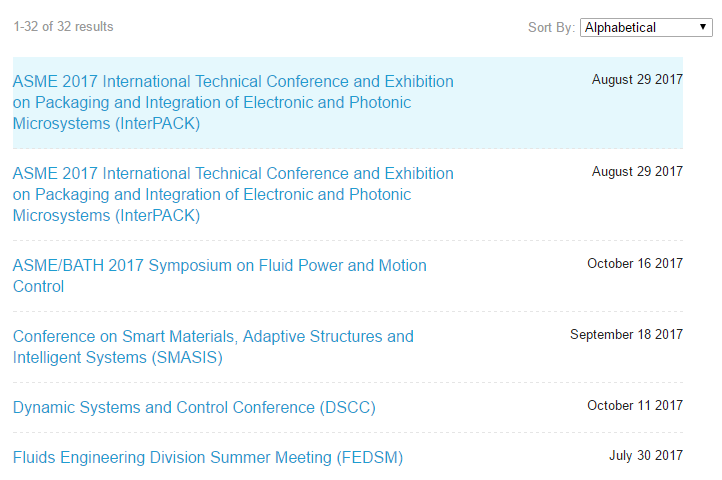 1-32 of 32 results
Sort By: Alphabetical
ASME 2017 International Technical Conference and Exhibition August 29 2017
on Packaging and Integration of Electronic and Photonic
Microsystems (InterPACK)
ASME 2017 International Technical Conference and Exhibition August 29 2017
on Packaging and Integration of Electronic and Photonic
Microsystems (InterPACK)
ASME/BATH 2017 Symposium on Fluid Power and Motion October 16 2017
Control
Conference on Smart Materials, Adaptive Structures and September 18 2017
Intelligent Systems (SMASIS)
Dynamic Systems and Control Conference (DSCC) October 11 2017
Fluids Engineering Division Summer Meeting (FEDSM) July 30 2017